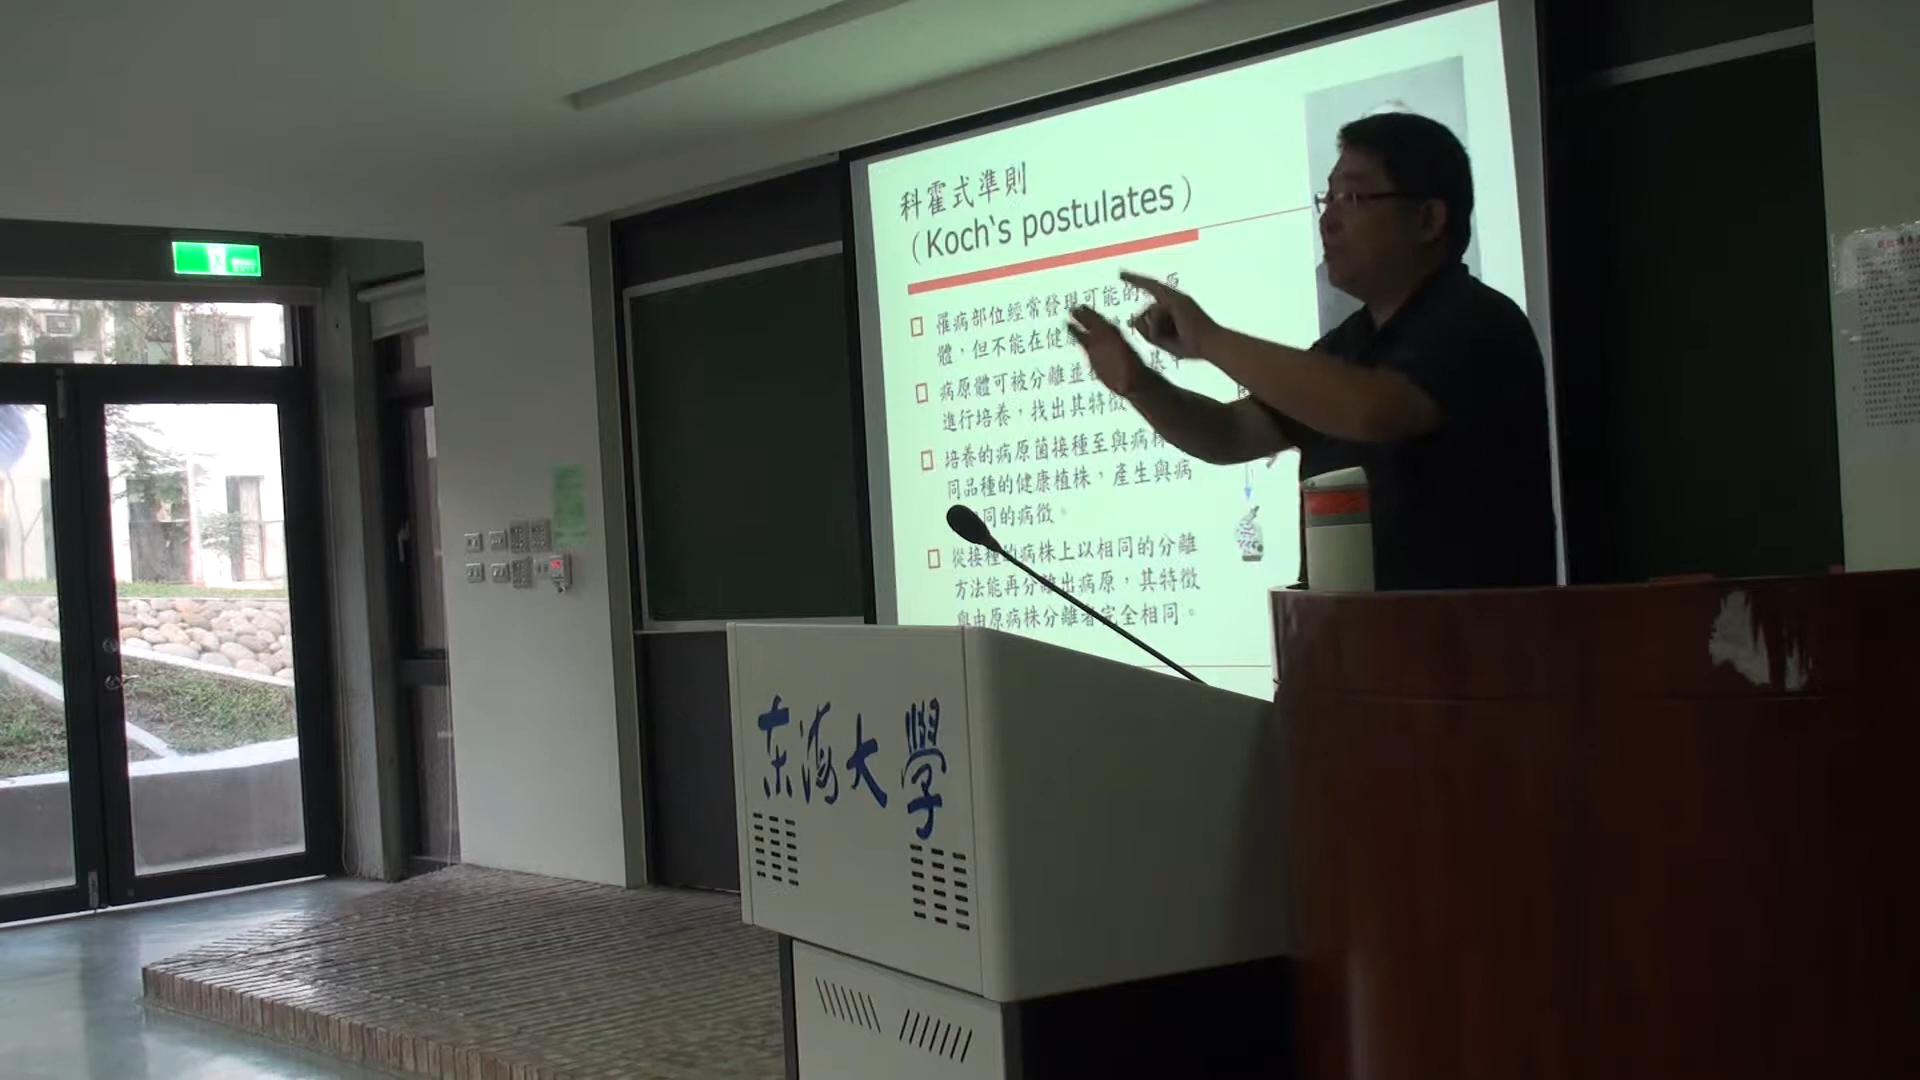 科霍式準則
（Koch's postulates）
罹病部位經常發現可能的 原
體，但不能在健
病原體可被分離並
進行培養，找出其特徵
培養的病原菌接種至與病株
同品種的健康植株，產生與病
同的病徵。
從接種 病株上以相同的分離
方法能再分離出病原，其特徵
與由原病株分離者完全相同。
东海大學